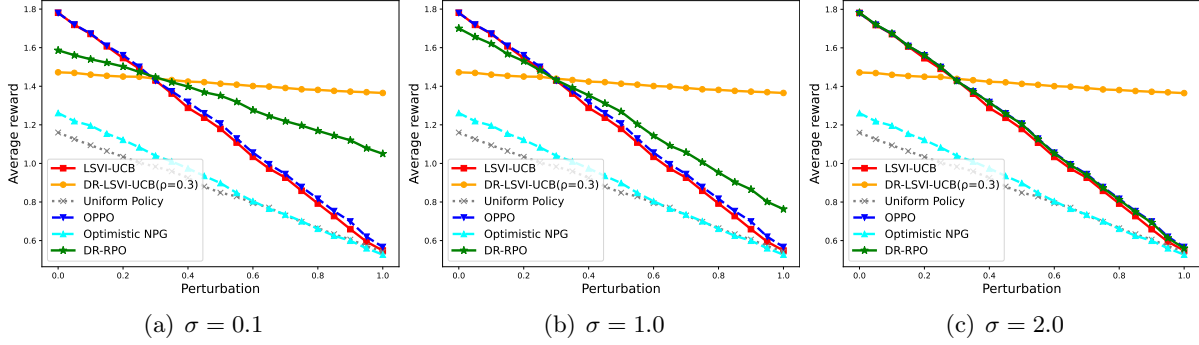 1.8
1.6
1.4
1.2
1.0
0.8
0.6
Average reward
LSVI-UCB
DR-LSVI-UCB(ρ=0.3)
Uniform Policy
OPPO
Optimistic NPG
DR-RPO
0.0 0.2 0.4 0.6 0.8 1.0
Perturbation
(a) σ = 0.1
1.8
1.6
1.4
1.2
1.0
0.8
0.6
Average reward
LSVI-UCB
DR-LSVI-UCB(ρ=0.3)
Uniform Policy
OPPO
Optimistic NPG
DR-RPO
0.0 0.2 0.4 0.6 0.8 1.0
Perturbation
(b) σ = 1.0
1.8
1.6
1.4
1.2
1.0
0.8
0.6
Average reward
LSVI-UCB
DR-LSVI-UCB(ρ=0.3)
Uniform Policy
OPPO
Optimistic NPG
DR-RPO
0.0 0.2 0.4 0.6 0.8 1.0
Perturbation
(c) σ = 2.0